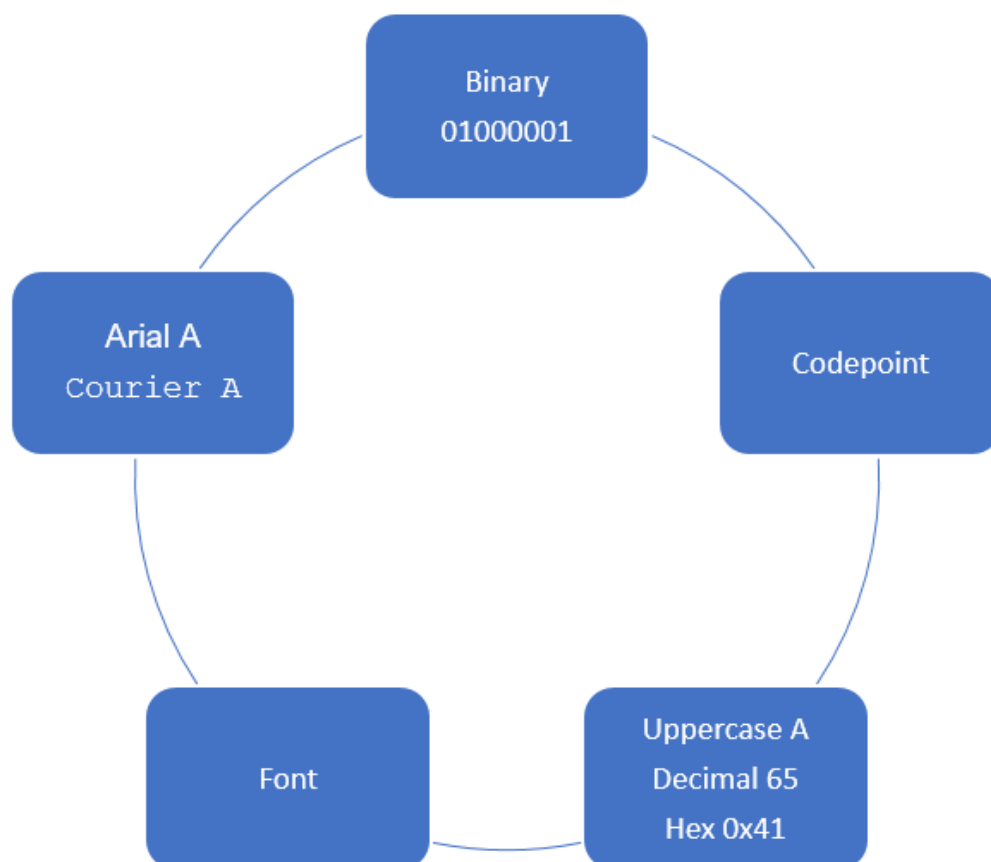 Binary
01000001
Codepoint
Uppercase A
Decimal 65
Hex 0x41
Font
Arial A
Courier A